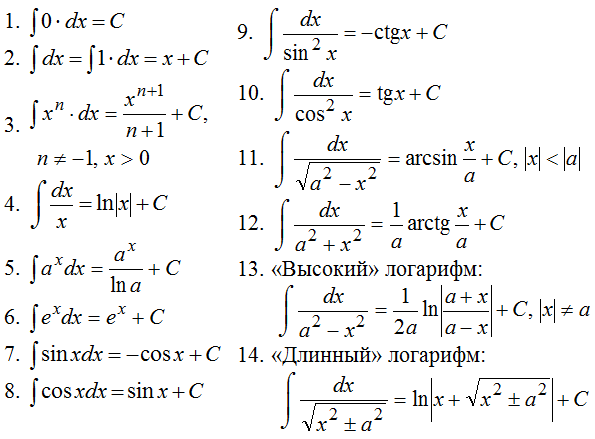 1. ∫0·dx = C
2. ∫dx = ∫1·dx = x + C
3. ∫xⁿ·dx = xⁿ⁺¹/(n+1) + C,
n ≠ −1, x > 0
4. ∫dx/x = ln|x| + C
5. ∫aˣdx = aˣ/ln a + C
6. ∫eˣdx = eˣ + C
7. ∫sin xdx = −cos x + C
8. ∫cos xdx = sin x + C
9. ∫dx/sin² x = −ctgx + C
10. ∫dx/cos² x = tgx + C
11. ∫dx/√(a² − x²) = arcsin x/a + C, |x| < |a|
12. ∫dx/(a² + x²) = 1/a arctg x/a + C
13. «Высокий» логарифм:
∫dx/(a² − x²) = 1/2a ln|(a + x)/(a − x)| + C, |x| ≠ a
14. «Длинный» логарифм:
∫dx/√(x² ± a²) = ln|x + √(x² ± a²)| + C